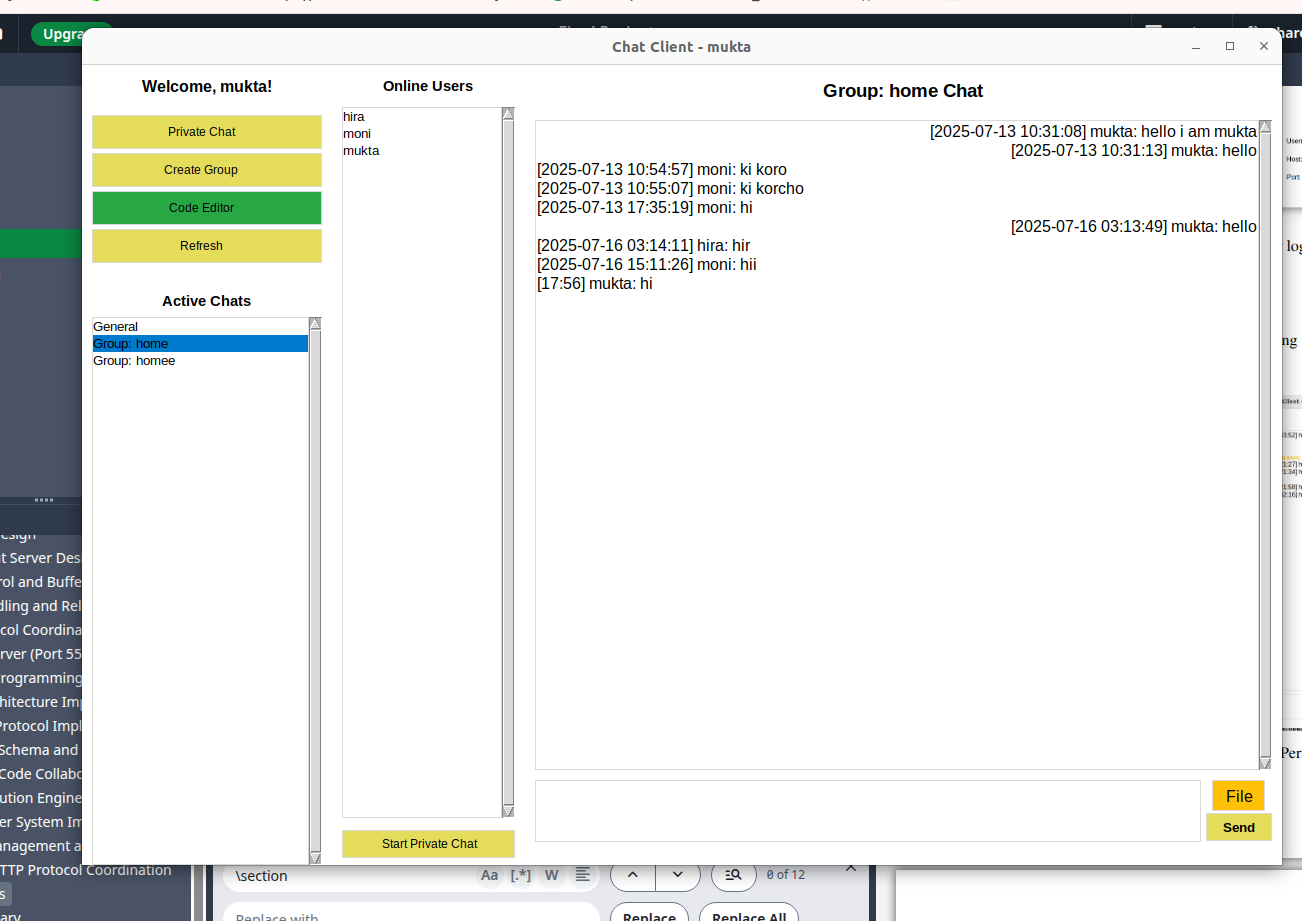 Upgra
Chat Client - mukta
Welcome, mukta!
Private Chat
Create Group
Code Editor
Refresh
Active Chats
General
Group: home
Group: homee
Online Users
hira
moni
mukta
Start Private Chat
Group: home Chat
[2025-07-13 10:31:08] mukta: hello i am mukta
[2025-07-13 10:31:13] mukta: hello
[2025-07-13 10:54:57] moni: ki koro
[2025-07-13 10:55:07] moni: ki korcho
[2025-07-13 17:35:19] moni: hi
[2025-07-16 03:13:49] mukta: hello
[2025-07-16 03:14:11] hira: hir
[2025-07-16 15:11:26] moni: hii
[17:56] mukta: hi
File
Send
hare
User
Host:
Port
log
ng
Client -
Per
esign
t Server Des
rol and Buffe
dling and Rel
col Coordina
rver (Port 55
rogramming
hitecture Imp
Protocol Impl
Schema and
Code Collabo
ution Engine
er System Im
anagement a
TTP Protocol Coordination
s
ary
\section
Aa
[.*]
W
0 of 12
Replace with
Replace
Replace All